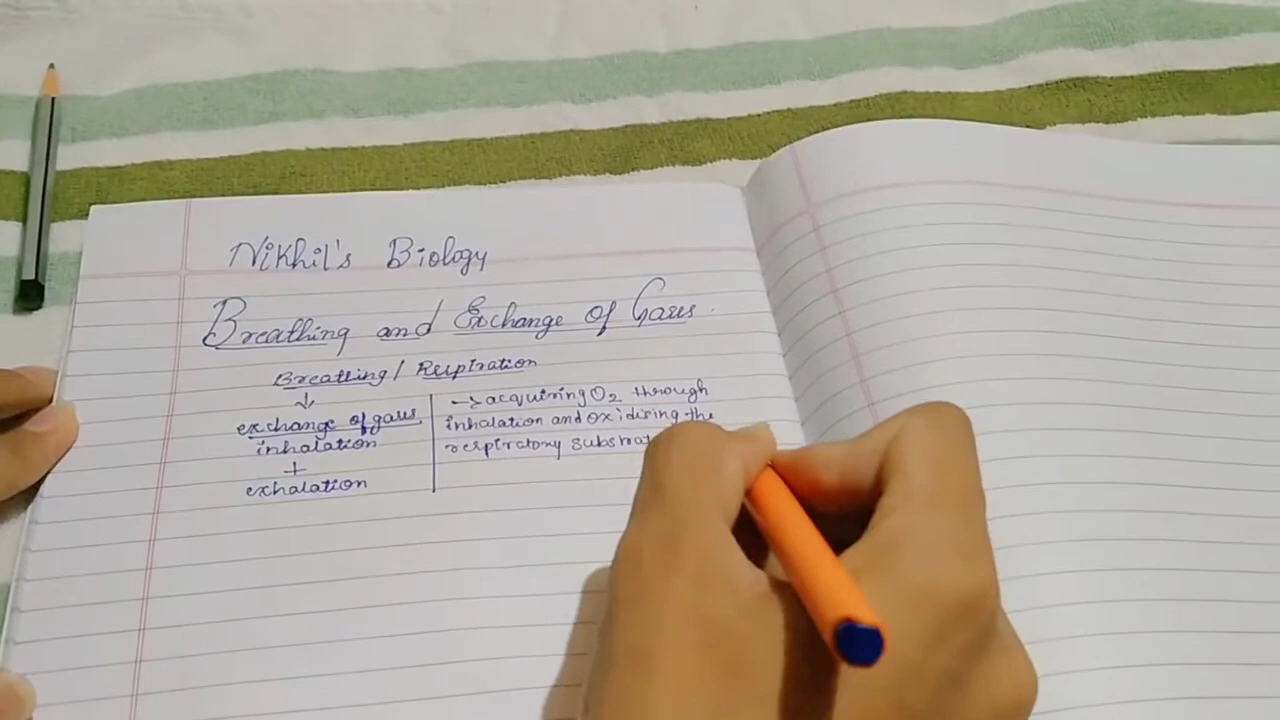 Nikhil's Biology
Breathing and Exchange of Gases.
Breathing / Respiration
↓
exchange of gases
inhalation
+
exhalation
→ acquiring O₂ through
inhalation and oxidising the
respiratory